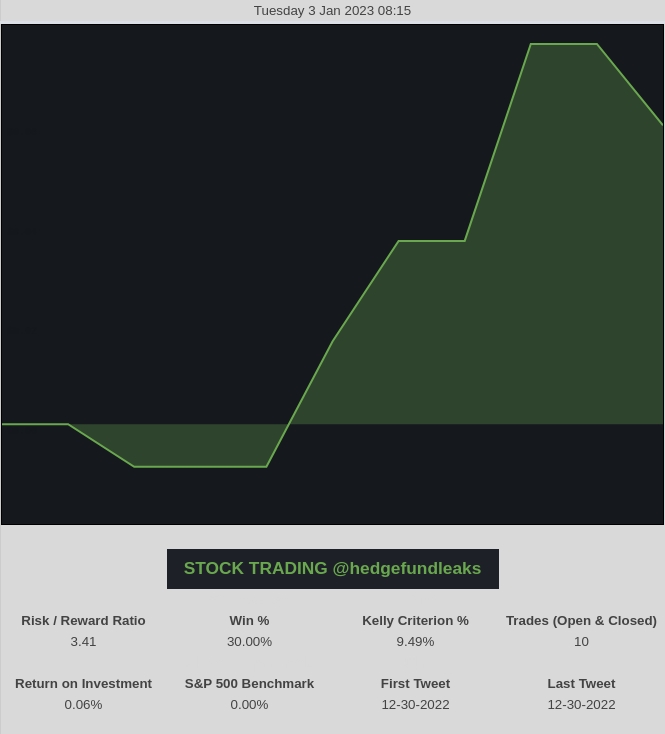 Tuesday 3 Jan 2023 08:15
STOCK TRADING @hedgefundleaks
Risk / Reward Ratio Win % Kelly Criterion % Trades (Open & Closed)
3.41 30.00% 9.49% 10
Return on Investment S&P 500 Benchmark First Tweet Last Tweet
0.06% 0.00% 12-30-2022 12-30-2022